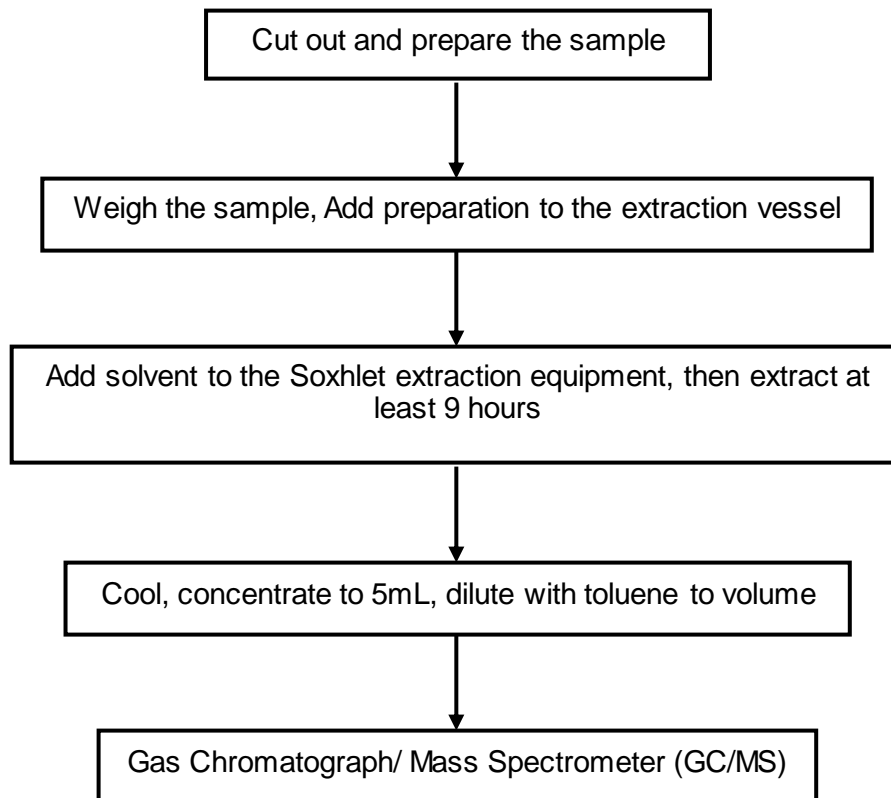 Cut out and prepare the sample
Weigh the sample, Add preparation to the extraction vessel
Add solvent to the Soxhlet extraction equipment, then extract at
least 9 hours
Cool, concentrate to 5mL, dilute with toluene to volume
Gas Chromatograph/ Mass Spectrometer (GC/MS)